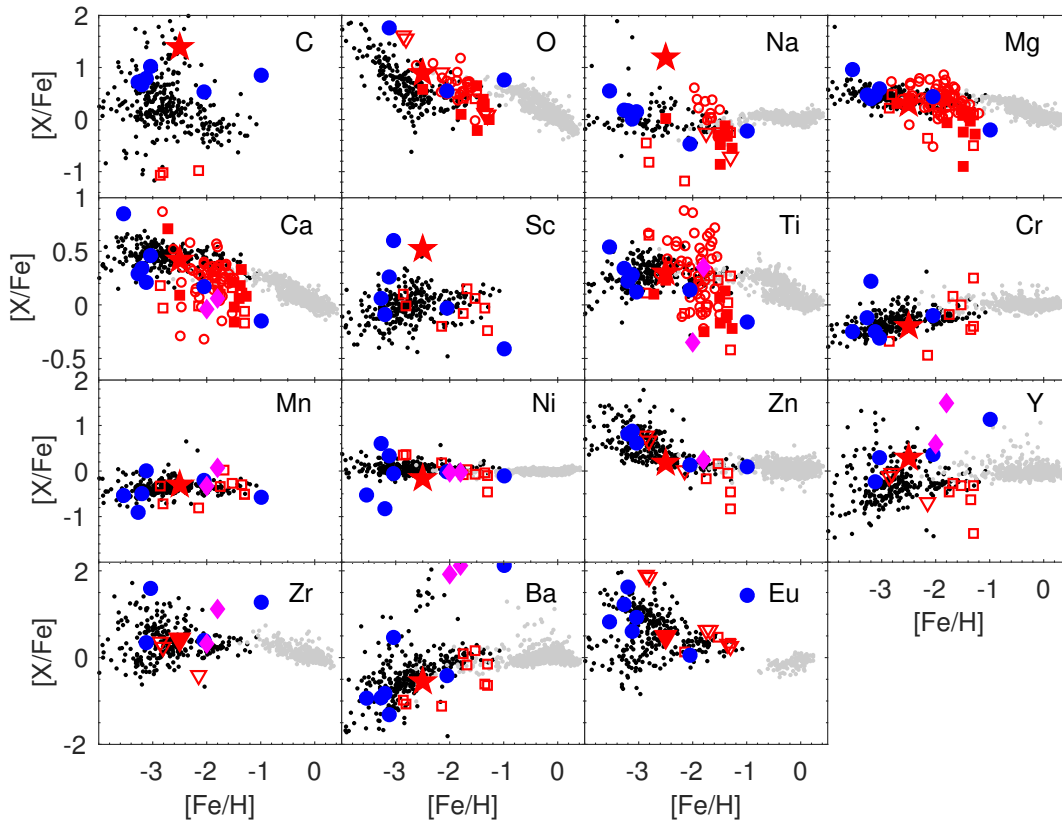 2 C O Na Mg
1
0
-1
[X/Fe]
1 Ca Sc Ti Cr
0.5
0
-0.5
[X/Fe]
2 Mn Ni Zn Y
1
0
-1
[X/Fe]
-3 -2 -1 0
[Fe/H]
2 Zr Ba Eu
0
-2
[X/Fe]
-3 -2 -1 0 -3 -2 -1 0 -3 -2 -1 0
[Fe/H] [Fe/H] [Fe/H]